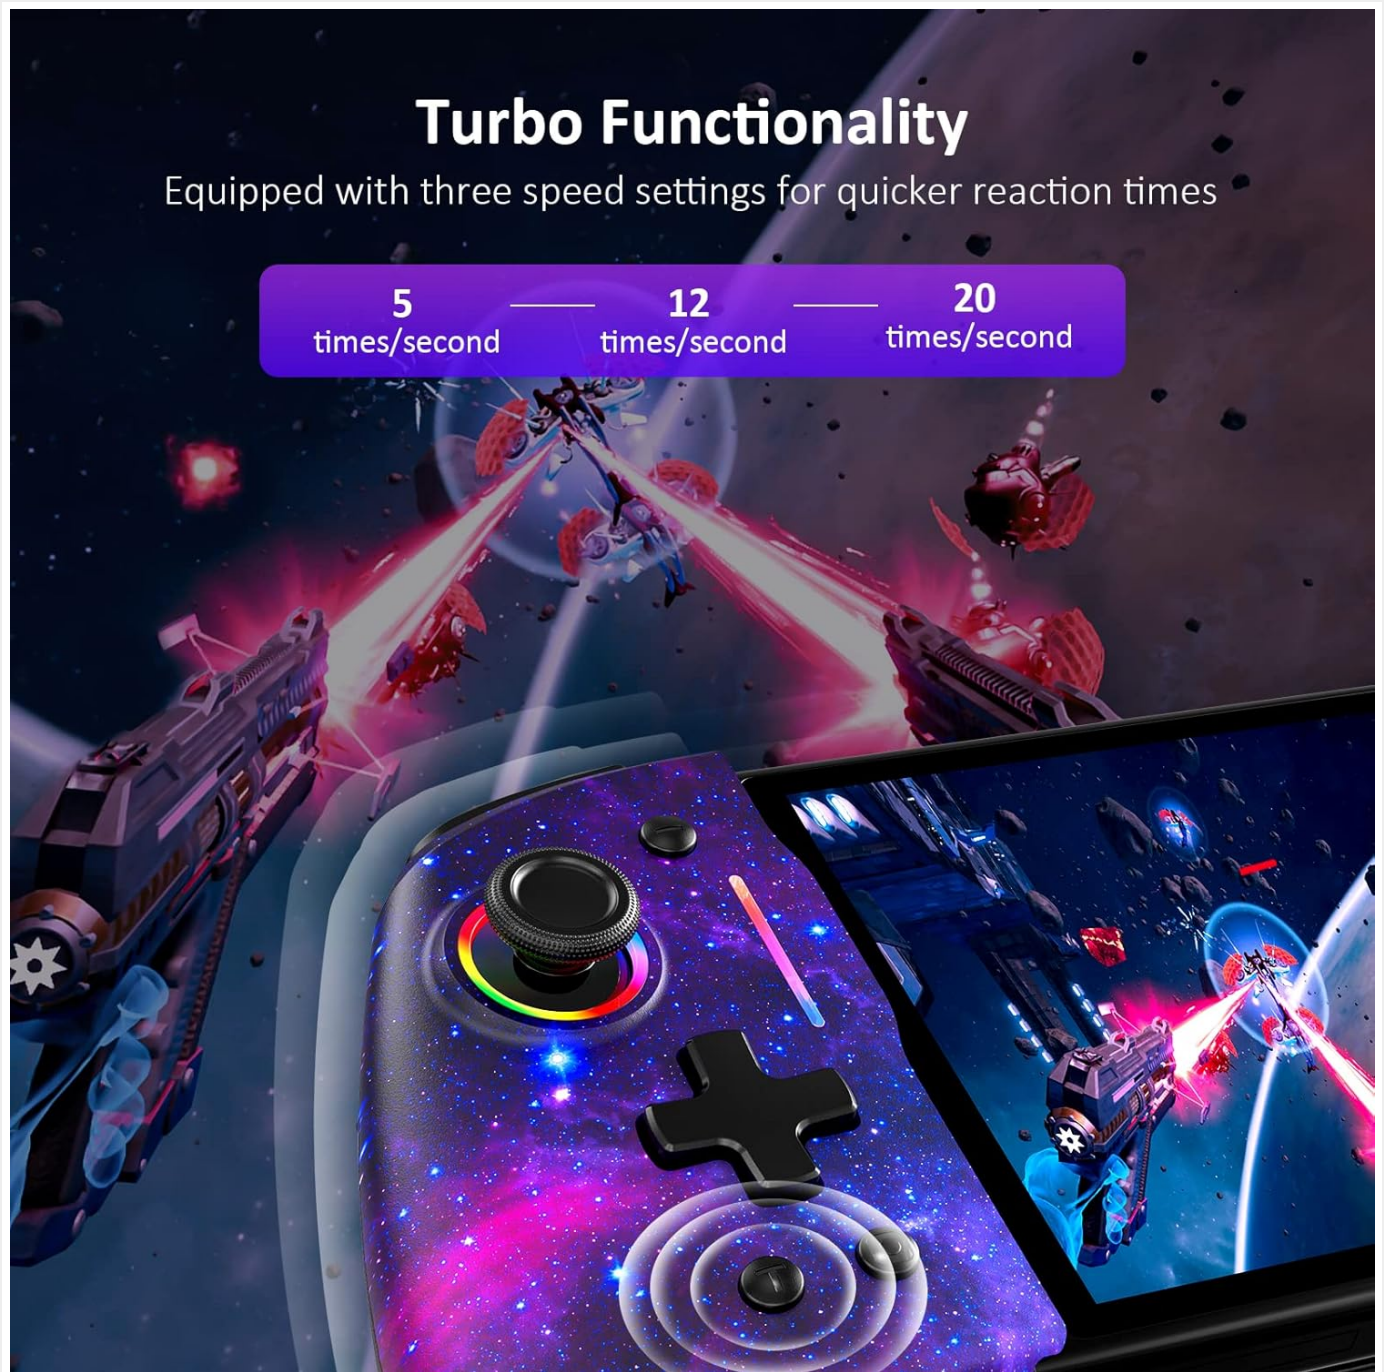 Turbo Functionality
Equipped with three speed settings for quicker reaction times
5
times/second
12
times/second
20
times/second
T